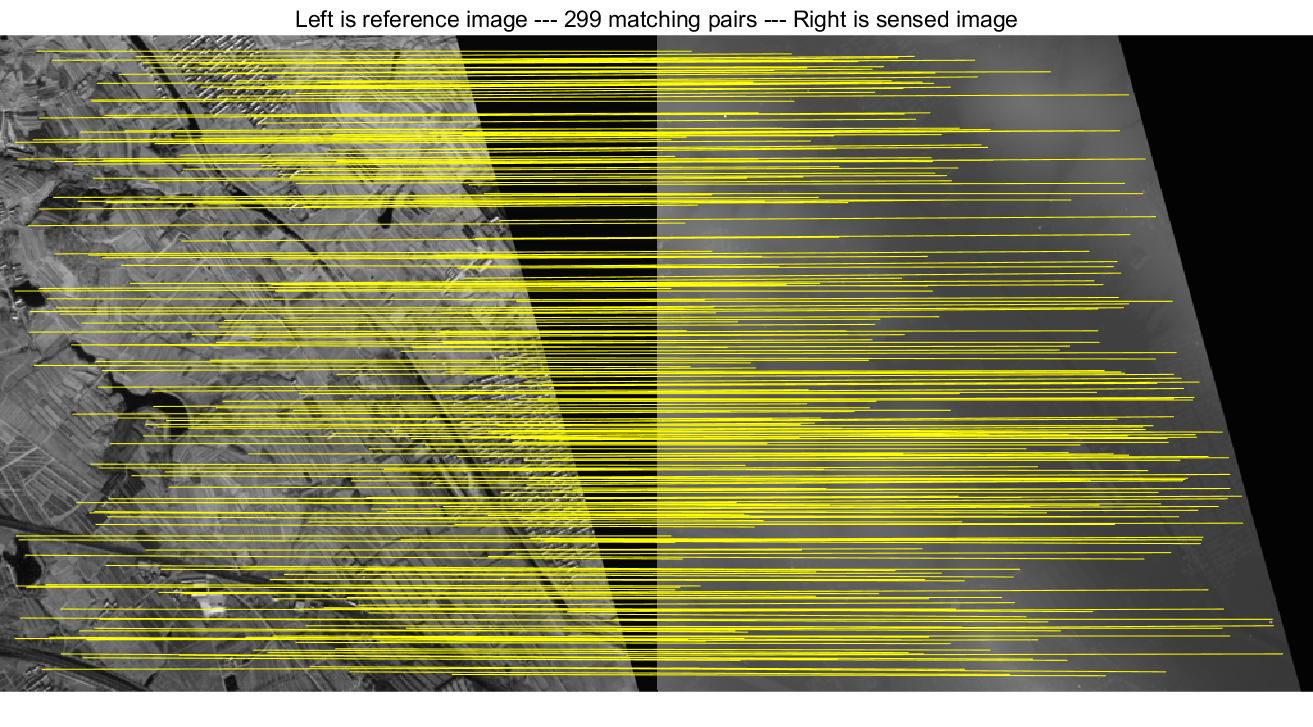 Left is reference image --- 299 matching pairs --- Right is sensed image